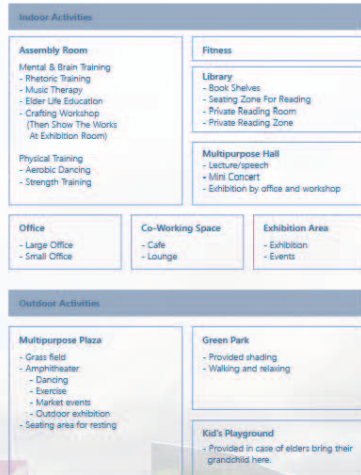 Indoor Activities
Assembly Room
Mental & Brain Training
- Rhetoric Training
- Music Therapy
- Elder Life Education
- Crafting Workshop
(Then Show The Works
At Exhibition Room)
Physical Training
- Aerobic Dancing
- Strength Training
Fitness
Library
- Book Shelves
- Seating Zone For Reading
- Private Reading Room
- Private Reading Zone
Multipurpose Hall
- Lecture/speech
- Mini Concert
- Exhibition by office and workshop
Office
- Large Office
- Small Office
Co-Working Space
- Cafe
- Lounge
Exhibition Area
- Exhibition
- Events
Outdoor Activities
Multipurpose Plaza
- Grass field
- Amphitheater
- Dancing
- Exercise
- Market events
- Outdoor exhibition
- Seating area for resting
Green Park
- Provided shading
- Walking and relaxing
Kid's Playground
- Provided in case of elders bring their
grandchild here.